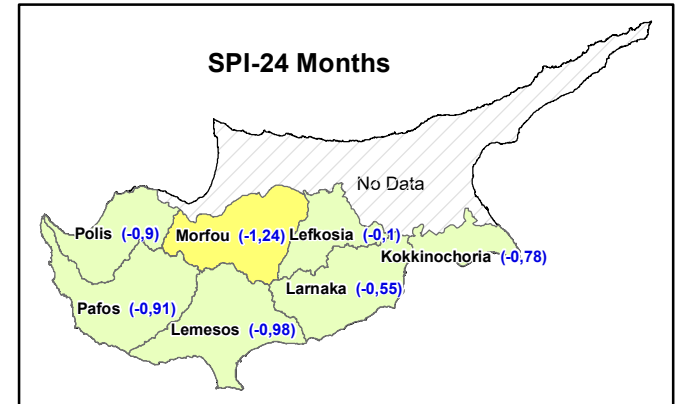 SPI-24 Months
No Data
Polis (-0,9)
Morfou (-1,24)
Lefkosia (-0,1)
Kokkinochoria (-0,78)
Larnaka (-0,55)
Pafos (-0,91)
Lemesos (-0,98)